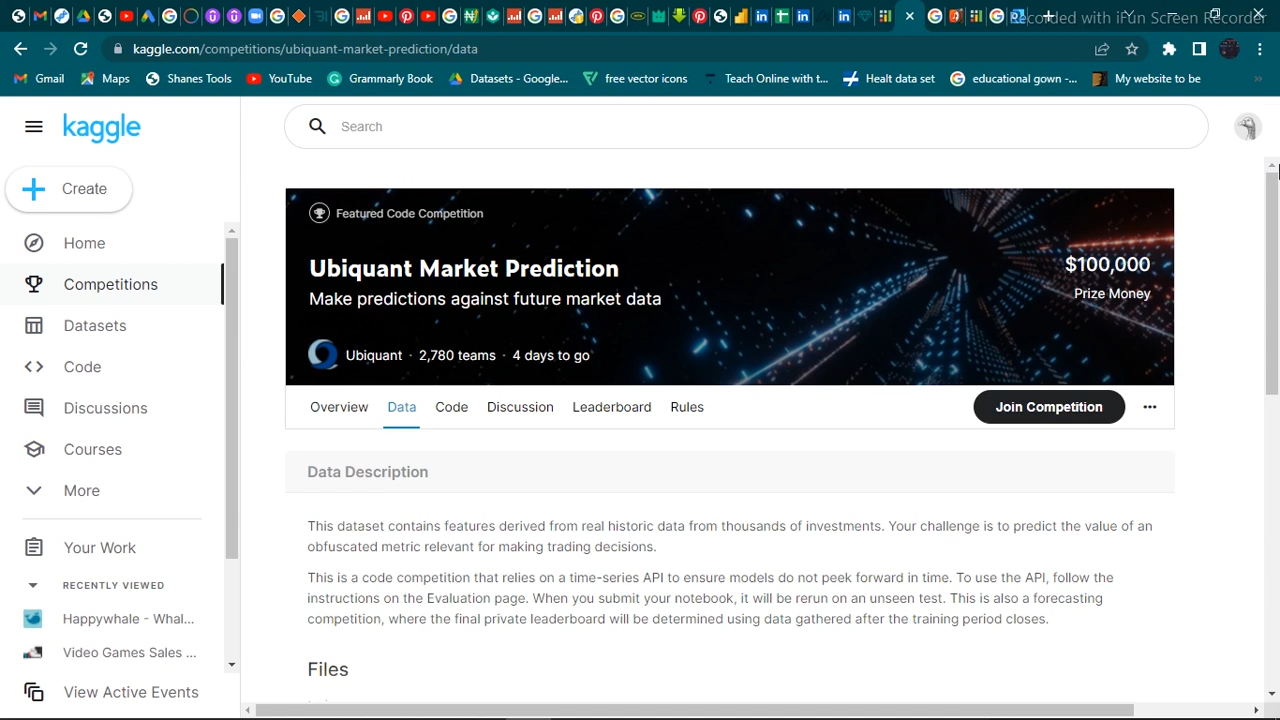 Recorded with iFun Screen Recorder
kaggle.com/competitions/ubiquant-market-prediction/data
Gmail
Maps
Shanes Tools
YouTube
Grammarly Book
Datasets - Google...
free vector icons
Teach Online with t...
Healt data set
educational gown -...
My website to be
»
kaggle
Search
Create
Home
Competitions
Datasets
Code
Discussions
Courses
More
Your Work
RECENTLY VIEWED
Happywhale - Whal...
Video Games Sales ...
View Active Events
Featured Code Competition
Ubiquant Market Prediction
Make predictions against future market data
$100,000
Prize Money
Ubiquant · 2,780 teams · 4 days to go
Overview Data Code Discussion Leaderboard Rules
Join Competition
Data Description
This dataset contains features derived from real historic data from thousands of investments. Your challenge is to predict the value of an
obfuscated metric relevant for making trading decisions.
This is a code competition that relies on a time-series API to ensure models do not peek forward in time. To use the API, follow the
instructions on the Evaluation page. When you submit your notebook, it will be rerun on an unseen test. This is also a forecasting
competition, where the final private leaderboard will be determined using data gathered after the training period closes.
Files